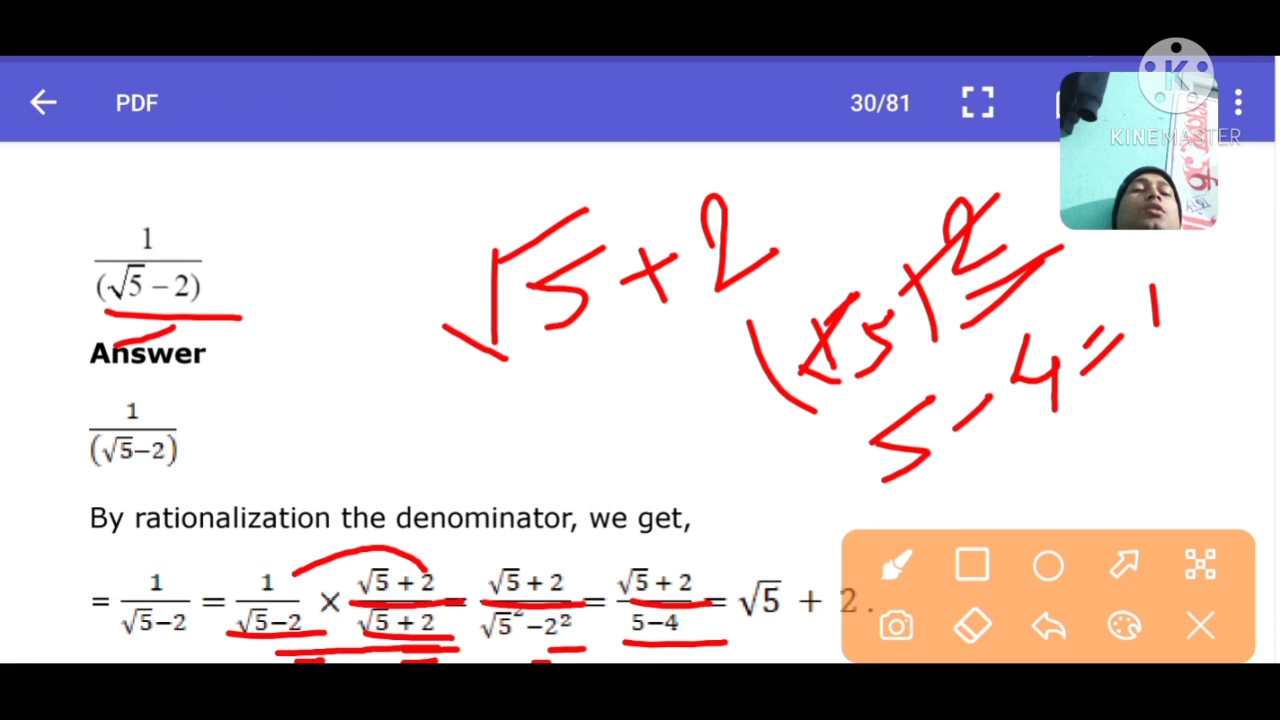 PDF
30/81
K
KINEMASTER
1
(√5 − 2)
√5 + 2
(√5 + 2
5 - 4 = 1
Answer
1
(√5−2)
By rationalization the denominator, we get,
= 1/(√5−2) = 1/(√5−2) × (√5 + 2)/(√5 + 2) = (√5 + 2)/(√5² −2²) = (√5 + 2)/(5−4) = √5 + 2.